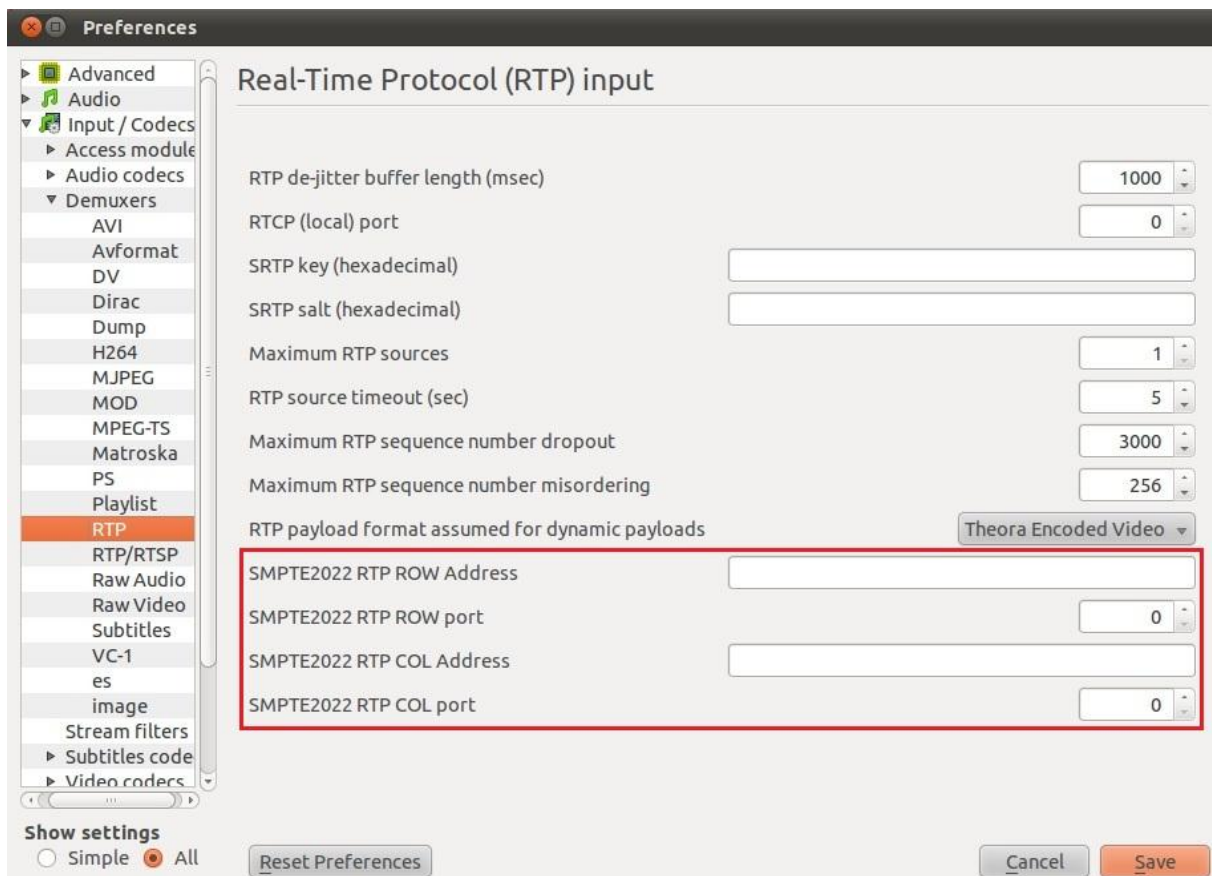 Preferences
Advanced
Audio
Input / Codecs
Access module
Audio codecs
Demuxers
AVI
Avformat
DV
Dirac
Dump
H264
MJPEG
MOD
MPEG-TS
Matroska
PS
Playlist
RTP
RTP/RTSP
Raw Audio
Raw Video
Subtitles
VC-1
es
image
Stream filters
Subtitles code
Video codecs
Show settings
Simple
All
Real-Time Protocol (RTP) input
RTP de-jitter buffer length (msec) 1000
RTCP (local) port 0
SRTP key (hexadecimal)
SRTP salt (hexadecimal)
Maximum RTP sources 1
RTP source timeout (sec) 5
Maximum RTP sequence number dropout 3000
Maximum RTP sequence number misordering 256
RTP payload format assumed for dynamic payloads Theora Encoded Video
SMPTE2022 RTP ROW Address
SMPTE2022 RTP ROW port 0
SMPTE2022 RTP COL Address
SMPTE2022 RTP COL port 0
Reset Preferences
Cancel
Save